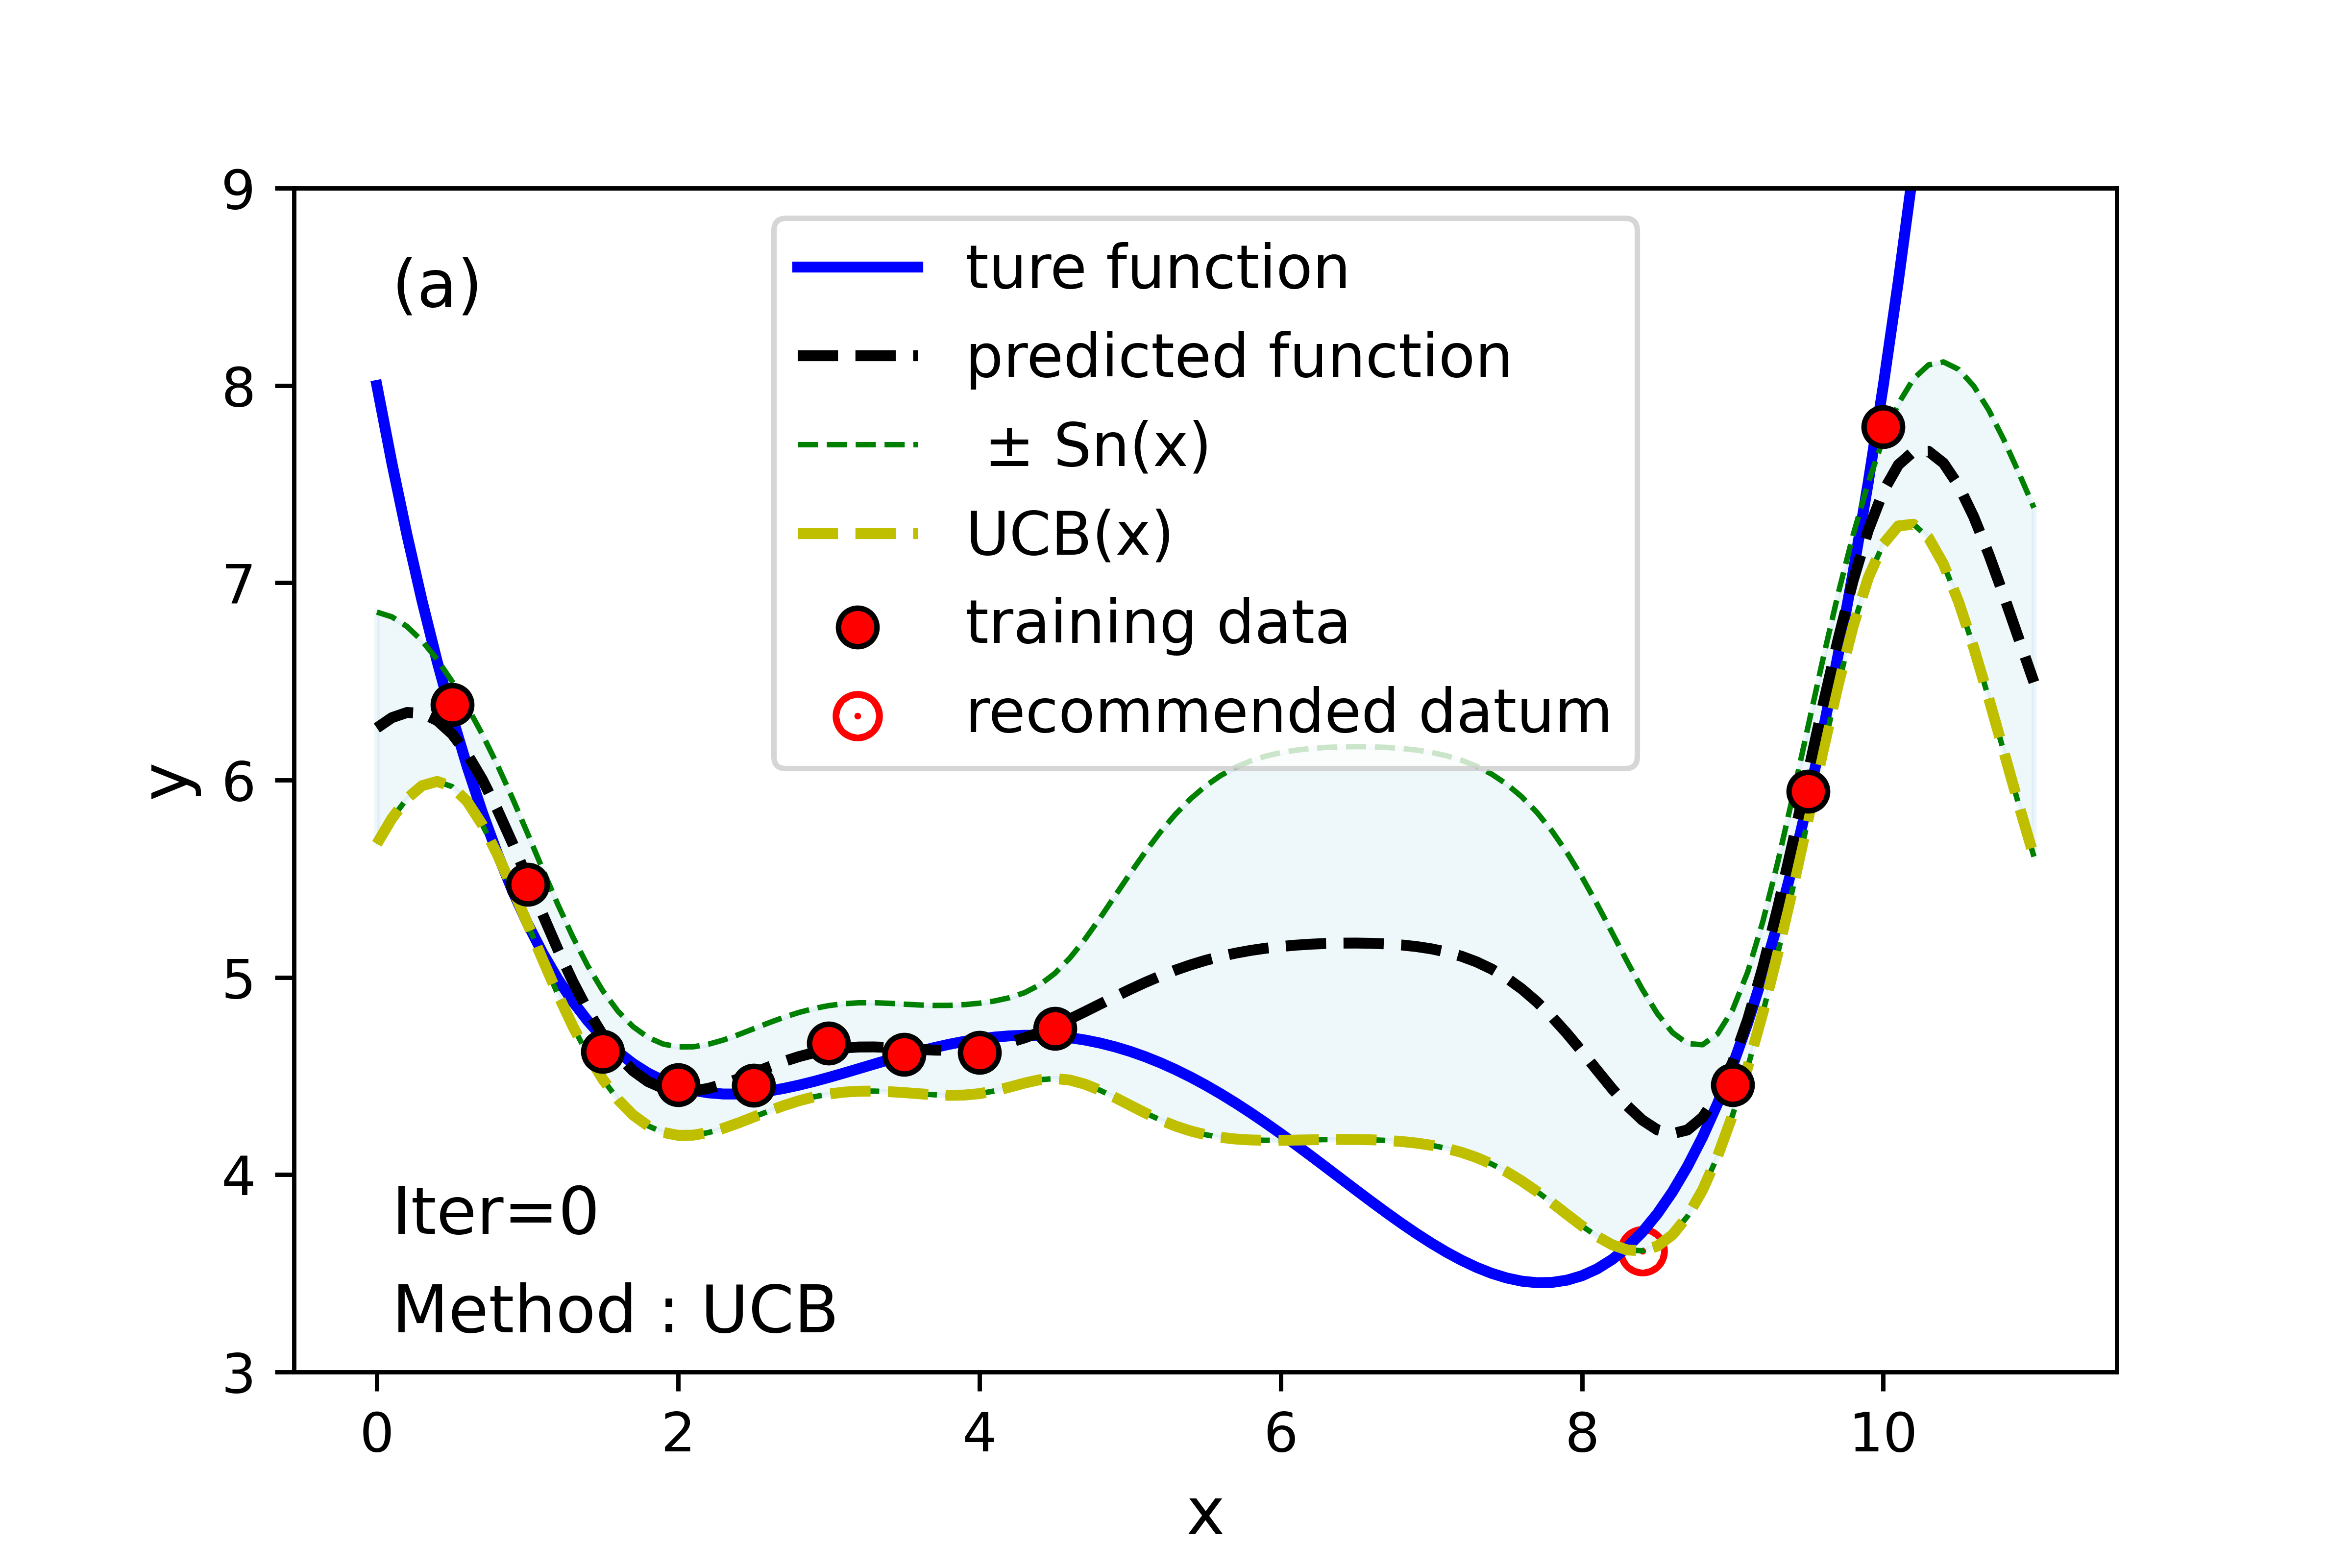 (a)
ture function
predicted function
± Sn(x)
UCB(x)
training data
recommended datum
Iter=0
Method : UCB
y
9
8
7
6
5
4
3
0 2 4 6 8 10
x